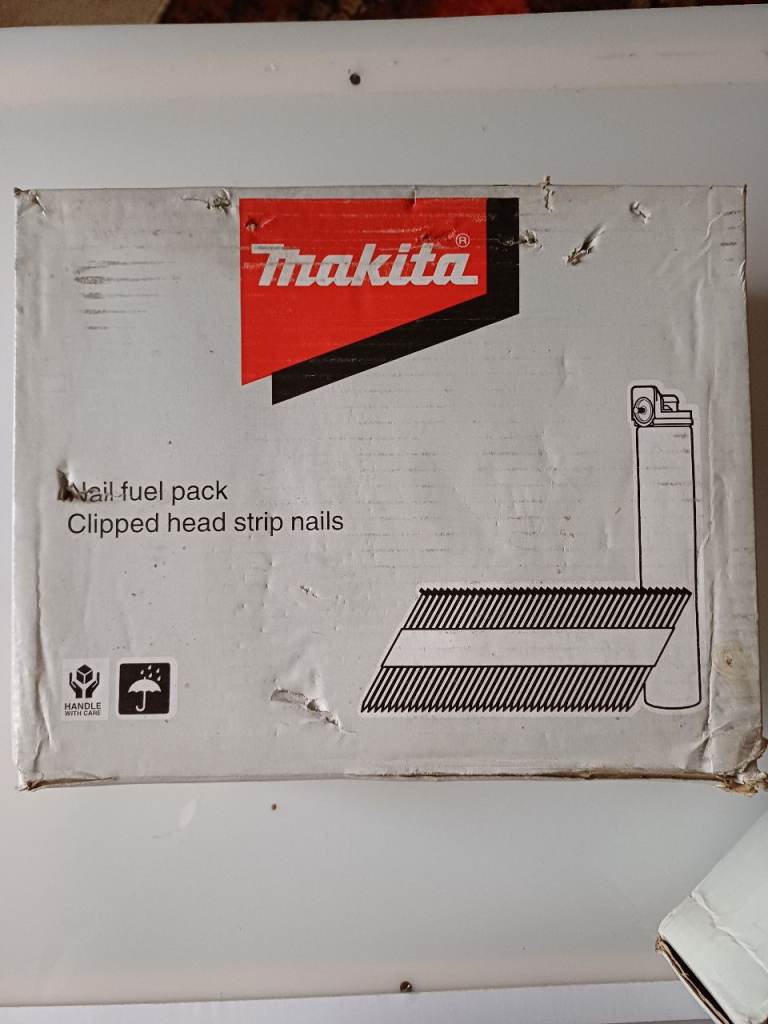 Makita®
Nail fuel pack
Clipped head strip nails
HANDLE
WITH CARE